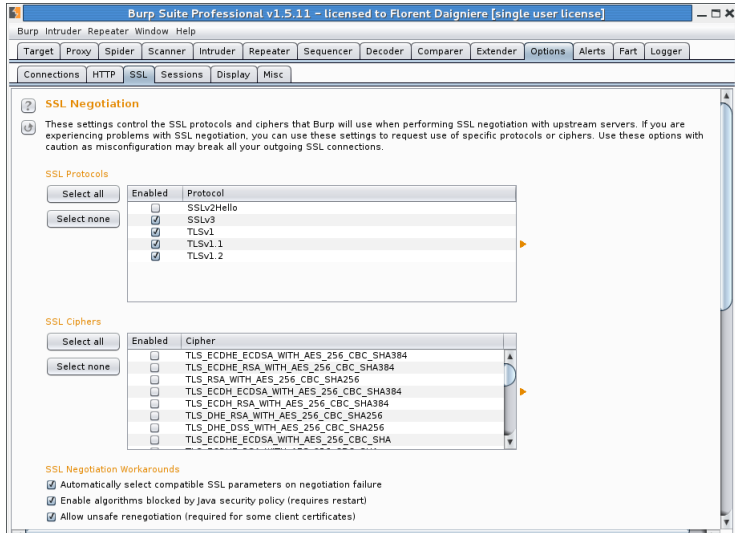 Burp Suite Professional v1.5.11 – licensed to Florent Daigniere [single user license]
Burp Intruder Repeater Window Help
Target Proxy Spider Scanner Intruder Repeater Sequencer Decoder Comparer Extender Options Alerts Fart Logger
Connections HTTP SSL Sessions Display Misc
? SSL Negotiation
These settings control the SSL protocols and ciphers that Burp will use when performing SSL negotiation with upstream servers. If you are
experiencing problems with SSL negotiation, you can use these settings to request use of specific protocols or ciphers. Use these options with
caution as misconfiguration may break all your outgoing SSL connections.
SSL Protocols
Select all
Select none
Enabled Protocol
SSLv2Hello
SSLv3
TLSv1
TLSv1.1
TLSv1.2
SSL Ciphers
Select all
Select none
Enabled Cipher
TLS_ECDHE_ECDSA_WITH_AES_256_CBC_SHA384
TLS_ECDHE_RSA_WITH_AES_256_CBC_SHA384
TLS_RSA_WITH_AES_256_CBC_SHA256
TLS_ECDH_ECDSA_WITH_AES_256_CBC_SHA384
TLS_ECDH_RSA_WITH_AES_256_CBC_SHA384
TLS_DHE_RSA_WITH_AES_256_CBC_SHA256
TLS_DHE_DSS_WITH_AES_256_CBC_SHA256
TLS_ECDHE_ECDSA_WITH_AES_256_CBC_SHA
SSL Negotiation Workarounds
Automatically select compatible SSL parameters on negotiation failure
Enable algorithms blocked by Java security policy (requires restart)
Allow unsafe renegotiation (required for some client certificates)